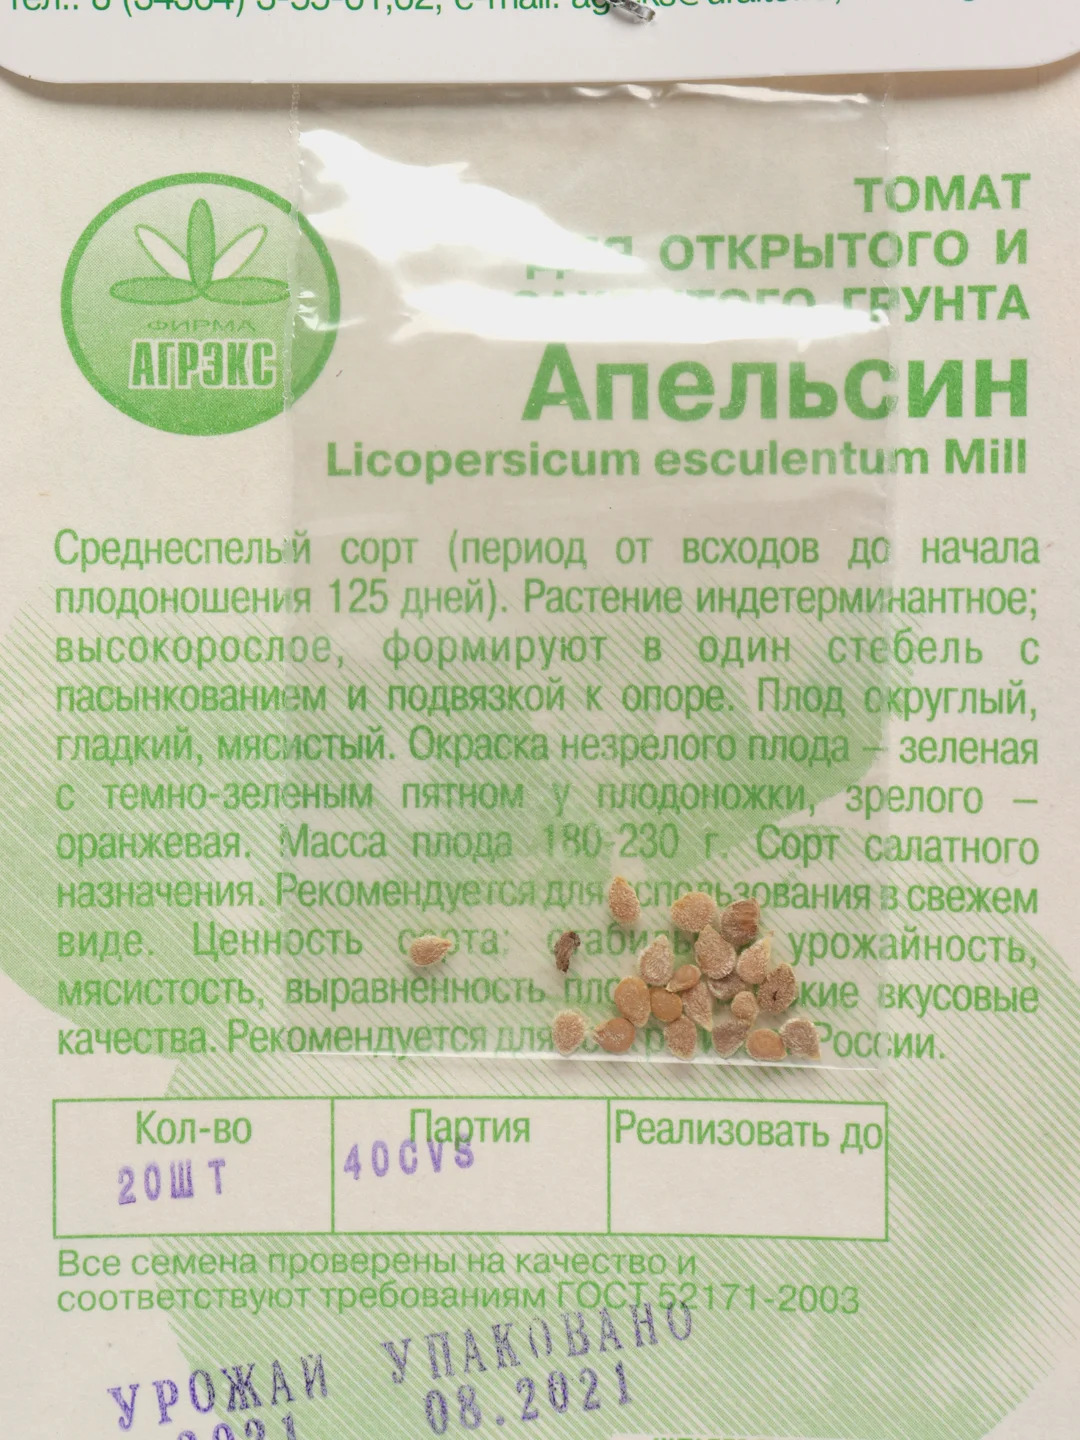 ТОМАТ
ДЛЯ ОТКРЫТОГО И
ЗАКРЫТОГО ГРУНТА
ФИРМА
АГРЭКС
Апельсин
Licopersicum esculentum Mill
Среднеспелый сорт (период от всходов до начала
плодоношения 125 дней). Растение индетерминантное;
высокорослое, формируют в один стебель с
пасынкованием и подвязкой к опоре. Плод округлый,
гладкий, мясистый. Окраска незрелого плода – зеленая
с темно-зеленым пятном у плодоножки, зрелого –
оранжевая. Масса плода 180-230 г. Сорт салатного
назначения. Рекомендуется для использования в свежем
виде. Ценность сорта: урожайность,
мясистость, выравненность вкусовые
качества. Рекомендуется для России.
Кол-во Партия Реализовать до
20ШТ 40CVS
Все семена проверены на качество и
соответствуют требованиям ГОСТ 52171-2003
УРОЖАЙ УПАКОВАНО
2021 08.2021